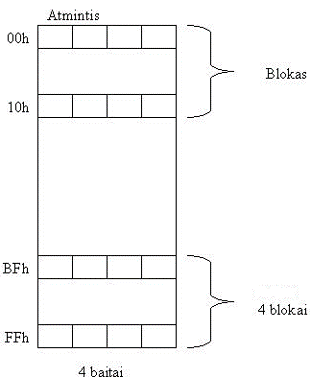 Atmintis
00h
Blokas
10h
BFh
4 blokai
FFh
4 baitai